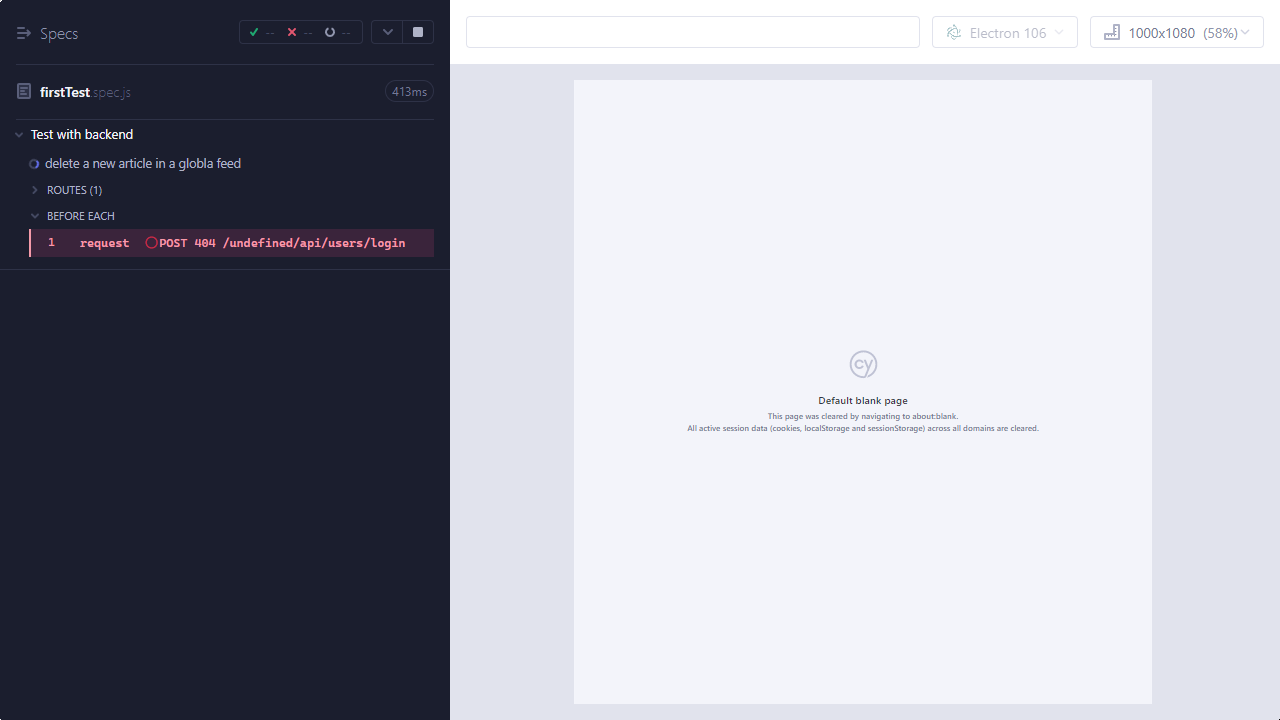 Specs
--
--
--
Electron 106
1000x1080 (58%)
firstTest.spec.js
413ms
Test with backend
delete a new article in a globla feed
ROUTES (1)
BEFORE EACH
1 request POST 404 /undefined/api/users/login
cy
Default blank page
This page was cleared by navigating to about:blank.
All active session data (cookies, localStorage and sessionStorage) across all domains are cleared.